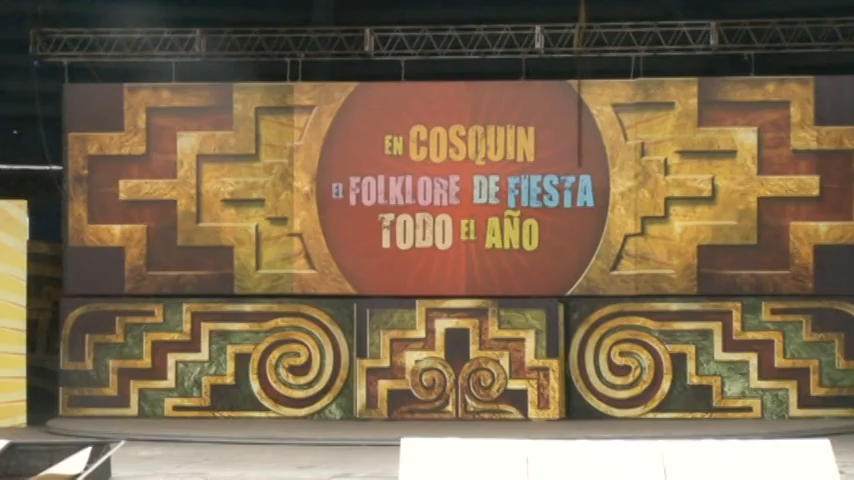 EN COSQUIN
EL FOLKLORE DE FIESTA
TODO EL AÑO